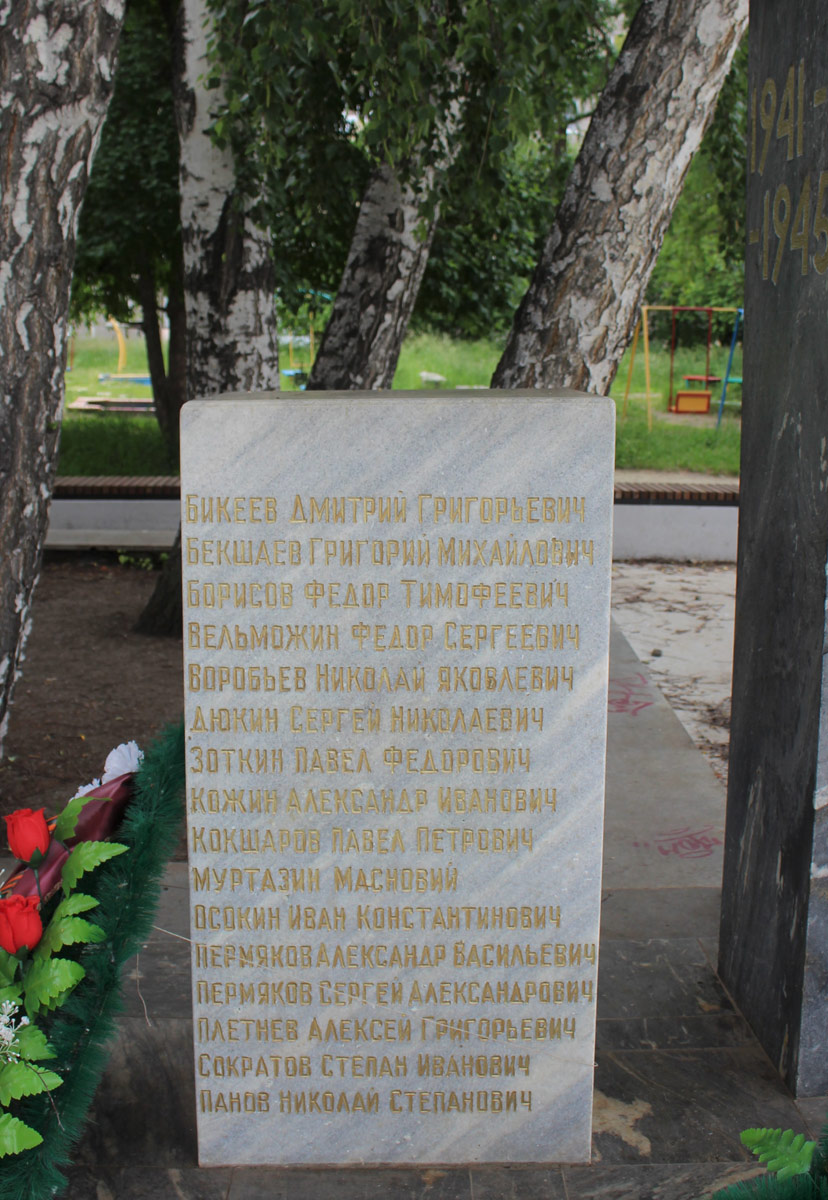 БИКЕЕВ ДМИТРИЙ ГРИГОРЬЕВИЧ
БЕКШАЕВ ГРИГОРИЙ МИХАЙЛОВИЧ
БОРИСОВ ФЕДОР ТИМОФЕЕВИЧ
ВЕЛЬМОЖИН ФЕДОР СЕРГЕЕВИЧ
ВОРОБЬЕВ НИКОЛАЙ ЯКОВЛЕВИЧ
ДЮКИН СЕРГЕЙ НИКОЛАЕВИЧ
ЗОТКИН ПАВЕЛ ФЕДОРОВИЧ
КОЖИН АЛЕКСАНДР ИВАНОВИЧ
КОКШАРОВ ПАВЕЛ ПЕТРОВИЧ
МУРТАЗИН МАСНОВИЙ
ОСОКИН ИВАН КОНСТАНТИНОВИЧ
ПЕРМЯКОВ АЛЕКСАНДР ВАСИЛЬЕВИЧ
ПЕРМЯКОВ СЕРГЕЙ АЛЕКСАНДРОВИЧ
ПЛЕТНЕВ АЛЕКСЕЙ ГРИГОРЬЕВИЧ
СОКРАТОВ СТЕПАН ИВАНОВИЧ
ПАНОВ НИКОЛАЙ СТЕПАНОВИЧ
1941-
-1945